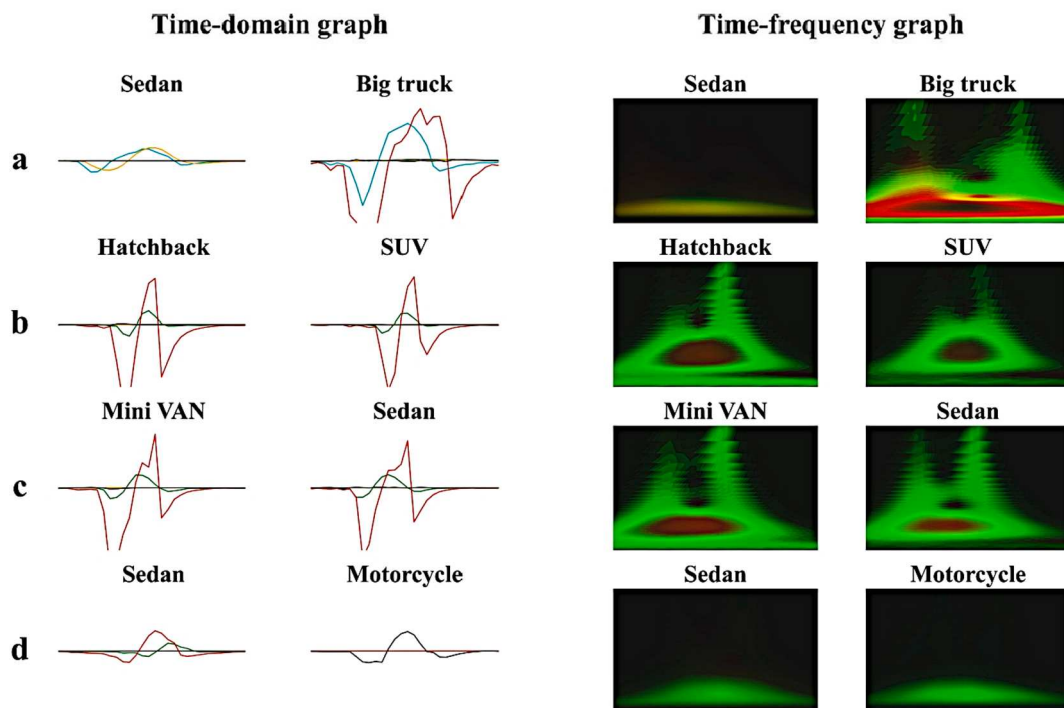 Time-domain graph Time-frequency graph
Sedan Big truck Sedan Big truck
a
Hatchback SUV Hatchback SUV
b
Mini VAN Sedan Mini VAN Sedan
c
Sedan Motorcycle Sedan Motorcycle
d